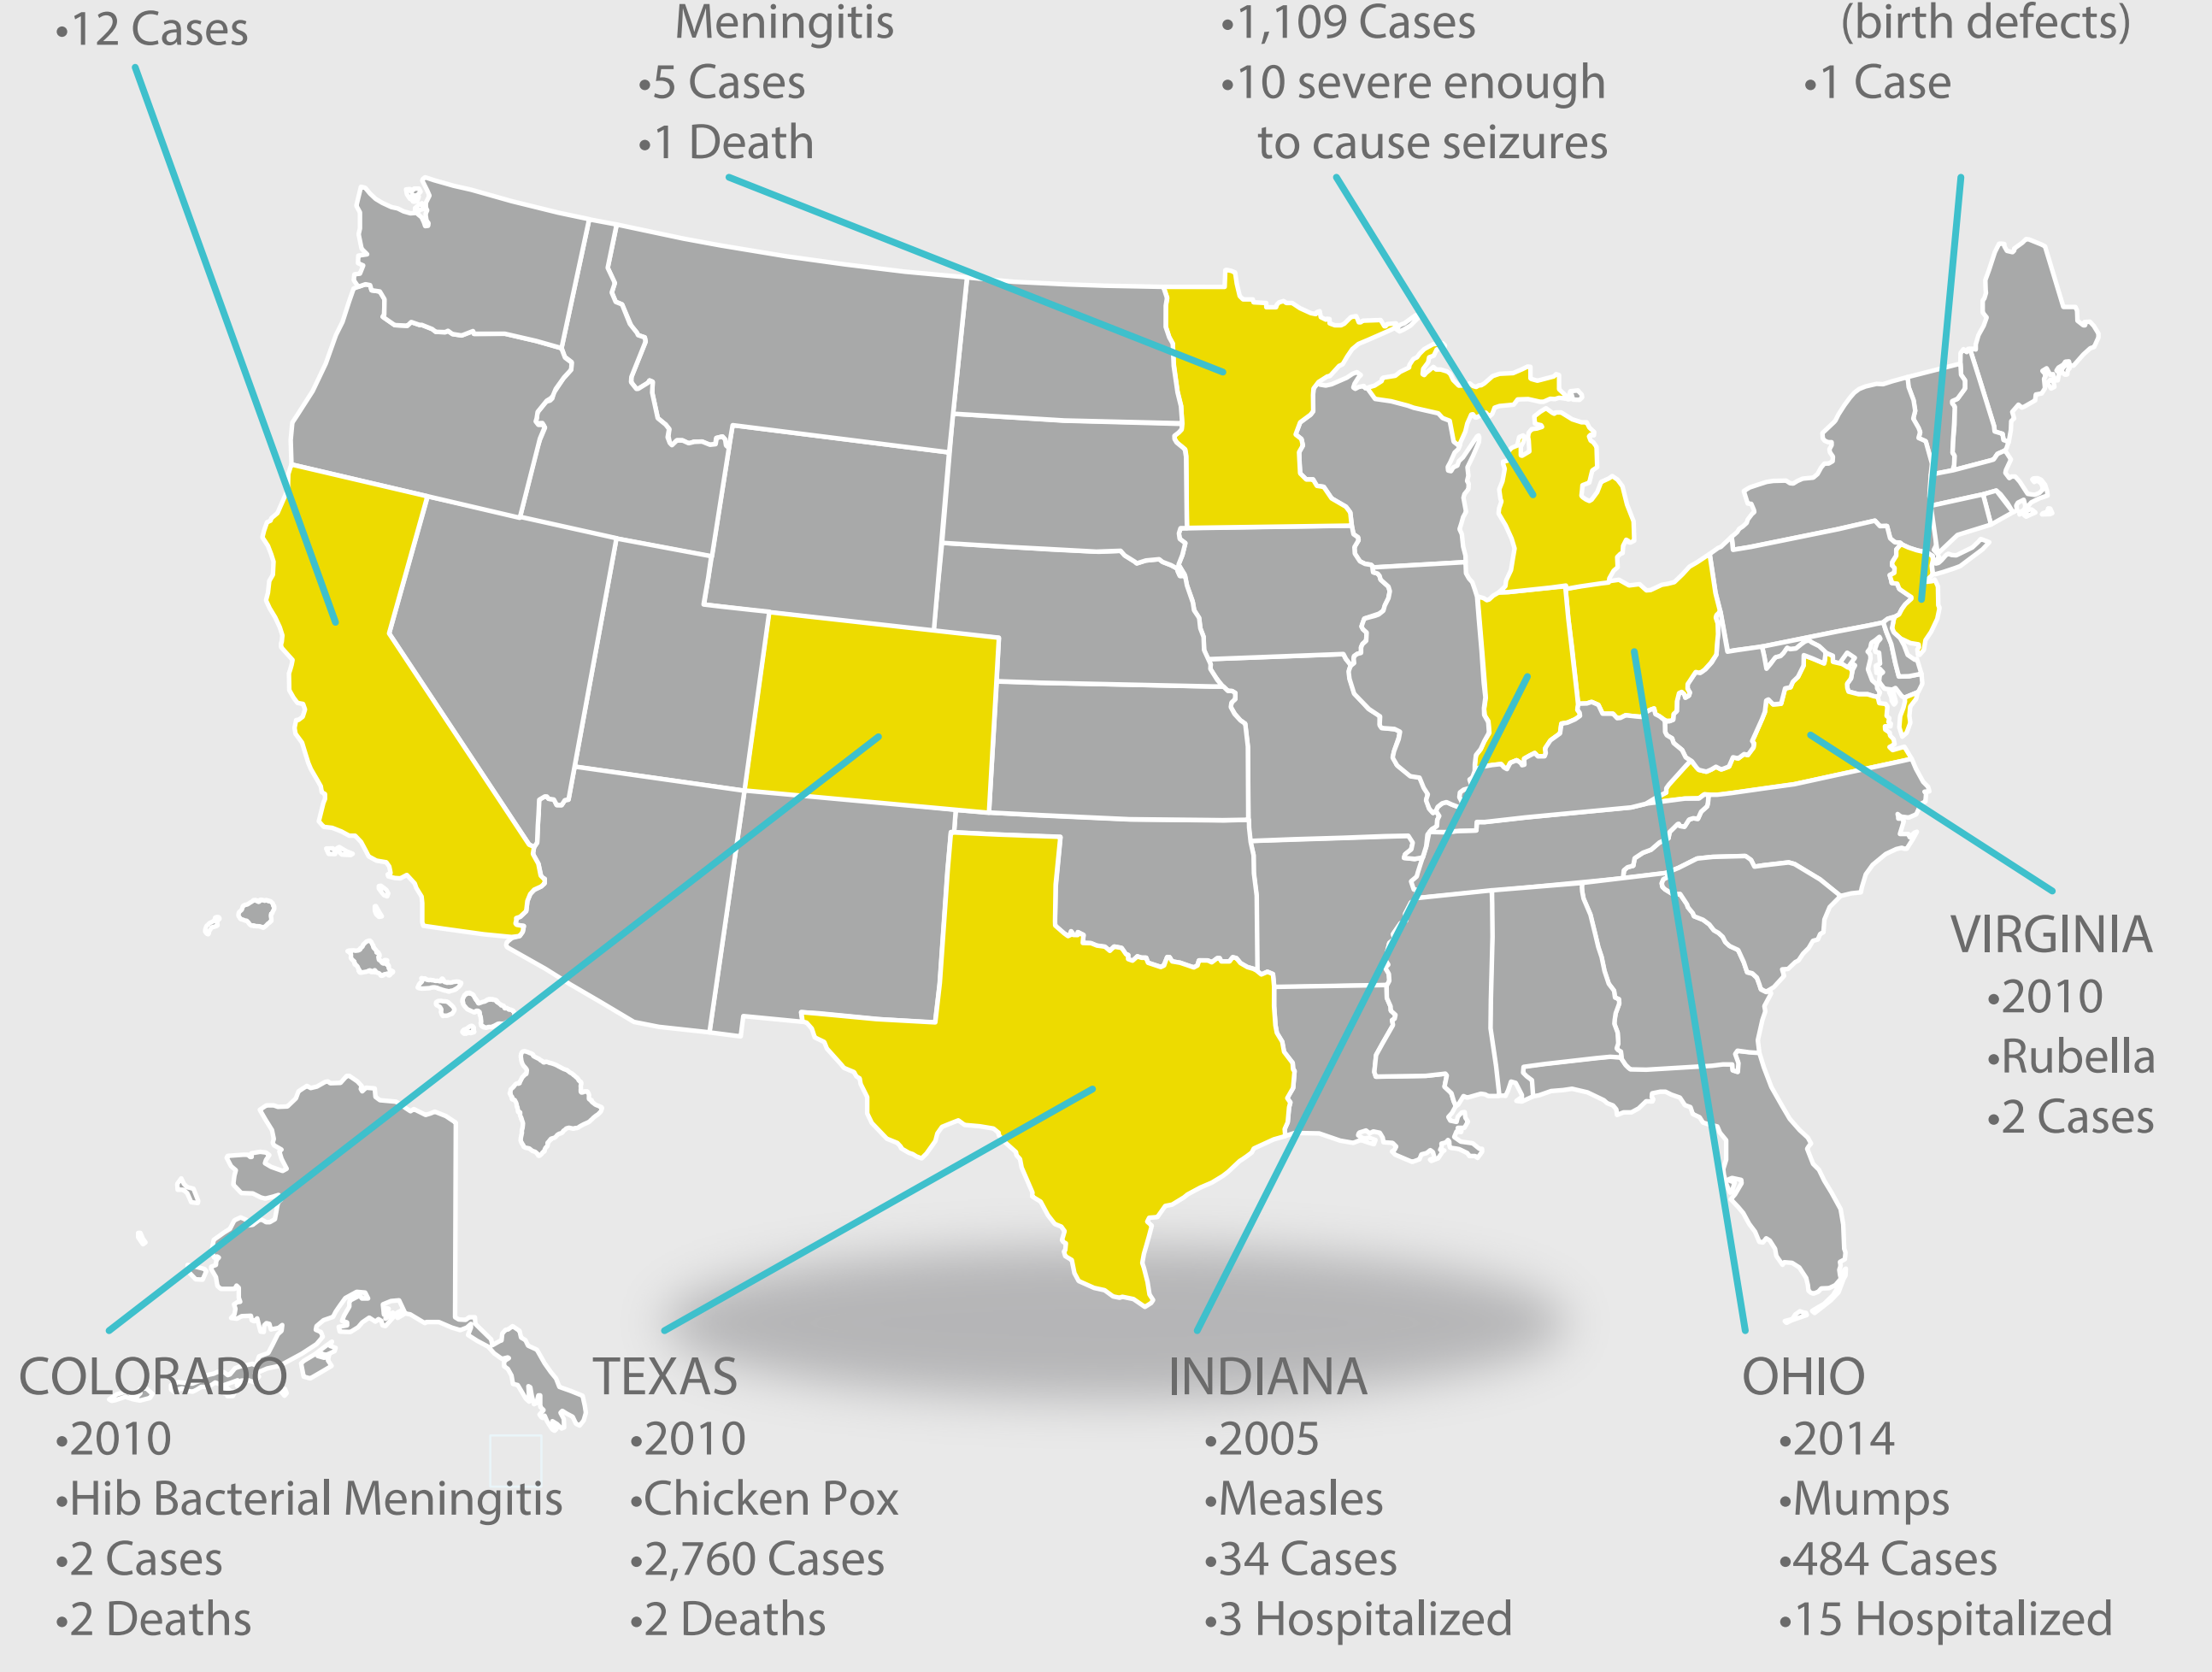 •12 Cases
Meningitis
•5 Cases
•1 Death
•1,109 Cases
•10 severe enough
to cause seizures
(birth defects)
•1 Case
VIRGINIA
•2010
•Rubella
•2 Cases
COLORADO
•2010
•Hib Bacterial Meningitis
•2 Cases
•2 Deaths
TEXAS
•2010
•Chicken Pox
•2,760 Cases
•2 Deaths
INDIANA
•2005
•Measles
•34 Cases
•3 Hospitalized
OHIO
•2014
•Mumps
•484 Cases
•15 Hospitalized